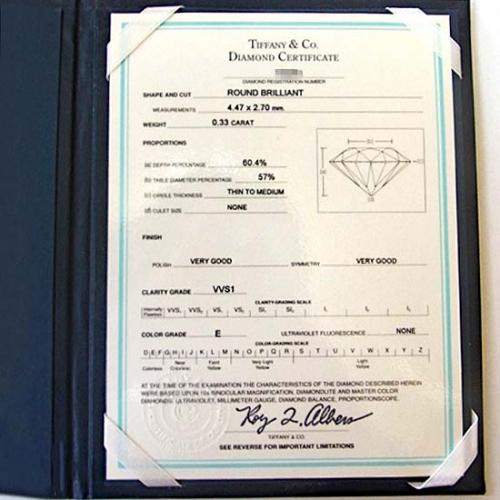 TIFFANY & CO.
DIAMOND CERTIFICATE
DIAMOND REGISTRATION NUMBER
SHAPE AND CUT ROUND BRILLIANT
MEASUREMENTS 4.47 x 2.70 mm.
WEIGHT 0.33 CARAT
PROPORTIONS
(a) DEPTH PERCENTAGE 60.4%
(b) TABLE DIAMETER PERCENTAGE 57%
(c) GIRDLE THICKNESS THIN TO MEDIUM
(d) CULET SIZE NONE
FINISH
POLISH VERY GOOD SYMMETRY VERY GOOD
CLARITY GRADE VVS1
CLARITY-GRADING SCALE
Internally Flawless VVS₁ VVS₂ VS₁ VS₂ SI₁ SI₂ I₁ I₂ I₃
COLOR GRADE E ULTRAVIOLET FLUORESCENCE NONE
COLOR-GRADING SCALE
D E F G H I J K L M N O P Q R S T U V W X Y Z
Colorless Near Colorless Faint Yellow Very Light Yellow Light Yellow
AT THE TIME OF THE EXAMINATION THE CHARACTERISTICS OF THE DIAMOND DESCRIBED HEREIN
WERE BASED UPON 10x BINOCULAR MAGNIFICATION, DIAMONDLITE AND MASTER COLOR
DIAMONDS: ULTRAVIOLET, MILLIMETER GAUGE, DIAMOND BALANCE, PROPORTIONSCOPE.
Roy L. Albers
TIFFANY & CO.
SEE REVERSE FOR IMPORTANT LIMITATIONS